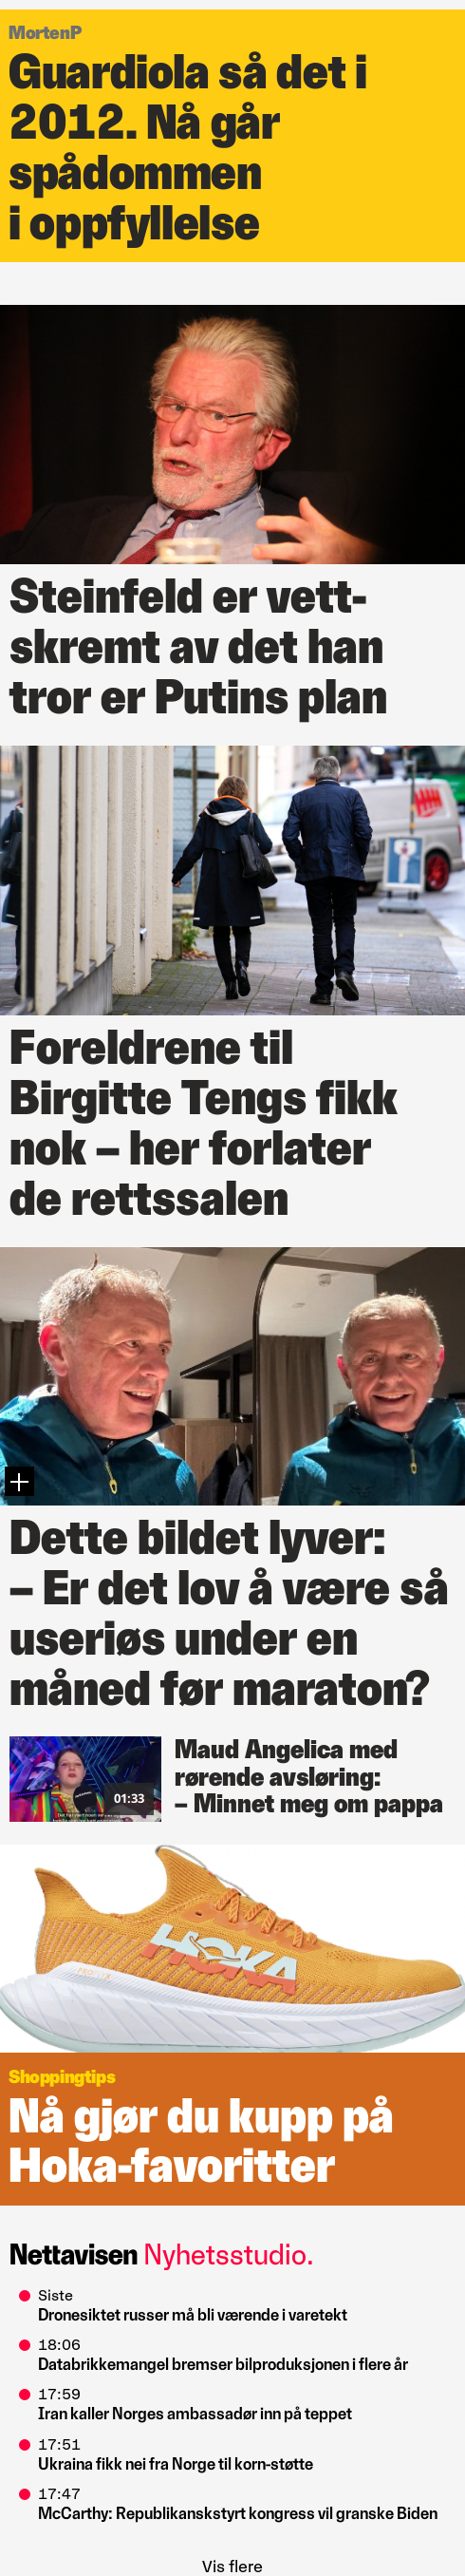 MortenP
Guardiola så det i
2012. Nå går
spådommen
i oppfyllelse
Steinfeld er vett-
skremt av det han
tror er Putins plan
Foreldrene til
Birgitte Tengs fikk
nok – her forlater
de rettssalen
Dette bildet lyver:
– Er det lov å være så
useriøs under en
måned før maraton?
01:33
Maud Angelica med
rørende avsløring:
– Minnet meg om pappa
HOKA
Shoppingtips
Nå gjør du kupp på
Hoka-favoritter
Nettavisen Nyhetsstudio.
Siste
Dronesiktet russer må bli værende i varetekt
18:06
Databrikkemangel bremser bilproduksjonen i flere år
17:59
Iran kaller Norges ambassadør inn på teppet
17:51
Ukraina fikk nei fra Norge til korn-støtte
17:47
McCarthy: Republikanskstyrt kongress vil granske Biden
Vis flere